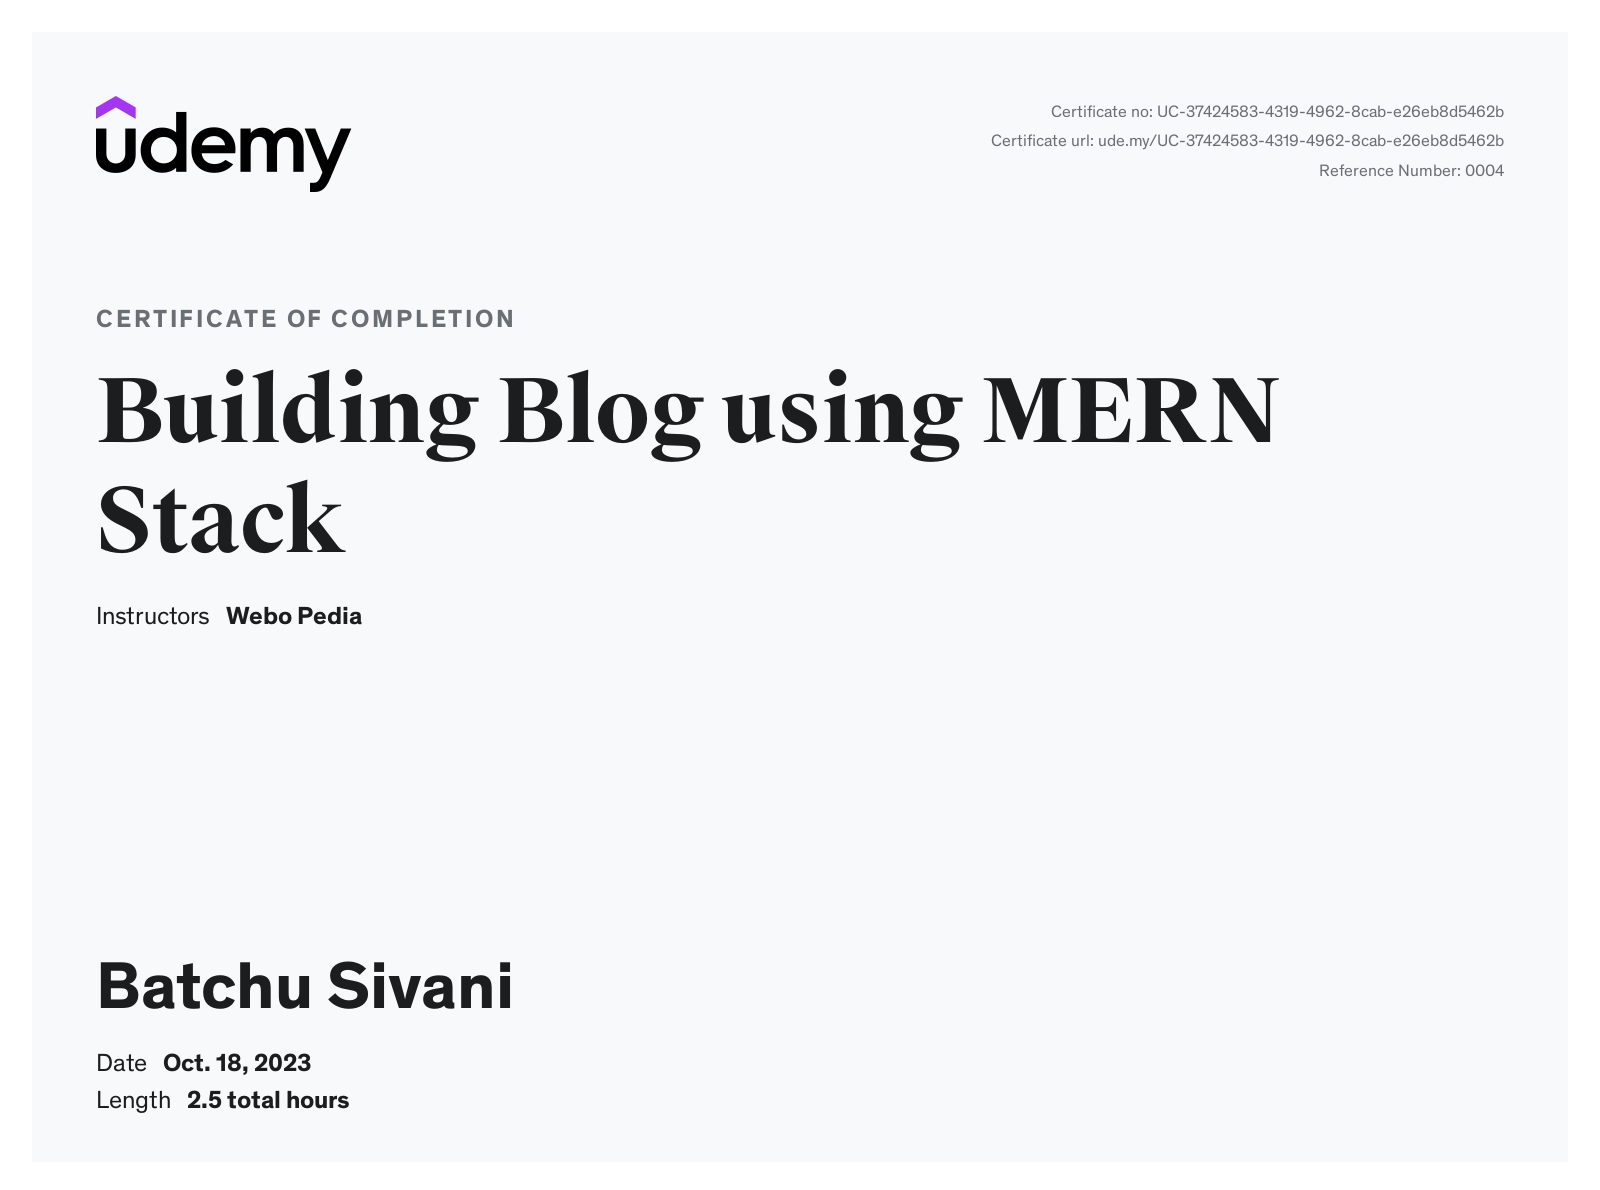 udemy
Certificate no: UC-37424583-4319-4962-8cab-e26eb8d5462b
Certificate url: ude.my/UC-37424583-4319-4962-8cab-e26eb8d5462b
Reference Number: 0004
CERTIFICATE OF COMPLETION
Building Blog using MERN
Stack
Instructors Webo Pedia
Batchu Sivani
Date Oct. 18, 2023
Length 2.5 total hours